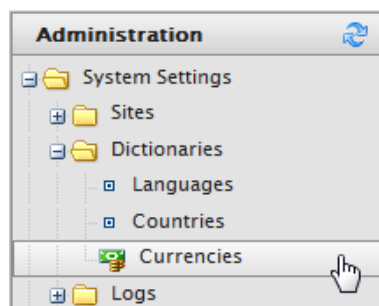 Administration
System Settings
Sites
Dictionaries
Languages
Countries
Currencies
Logs